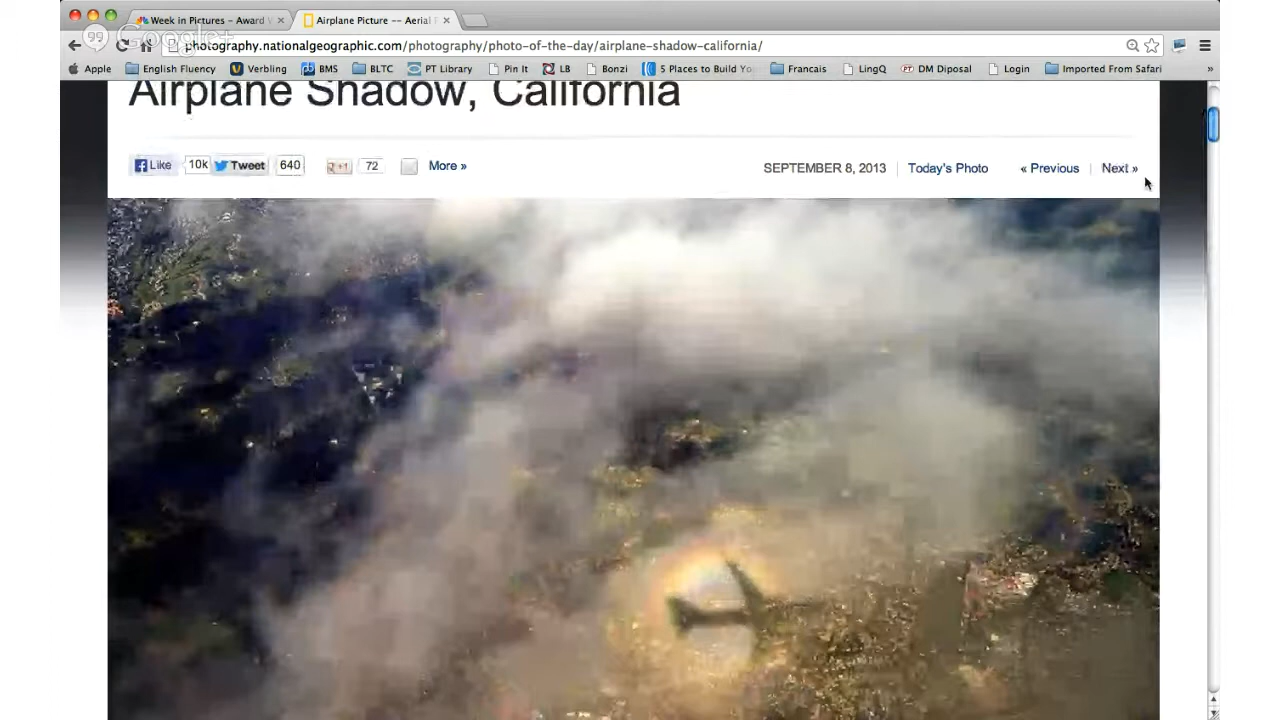 Week in Pictures – Award
Airplane Picture -- Aerial
Google+
photography.nationalgeographic.com/photography/photo-of-the-day/airplane-shadow-california/
Apple English Fluency Verbling BMS BLTC PT Library Pin It LB Bonzi 5 Places to Build Yo Francais LingQ DM Diposal Login Imported From Safari »
Airplane Shadow, California
Like 10k Tweet 640 +1 72 More »
SEPTEMBER 8, 2013 Today's Photo « Previous Next »